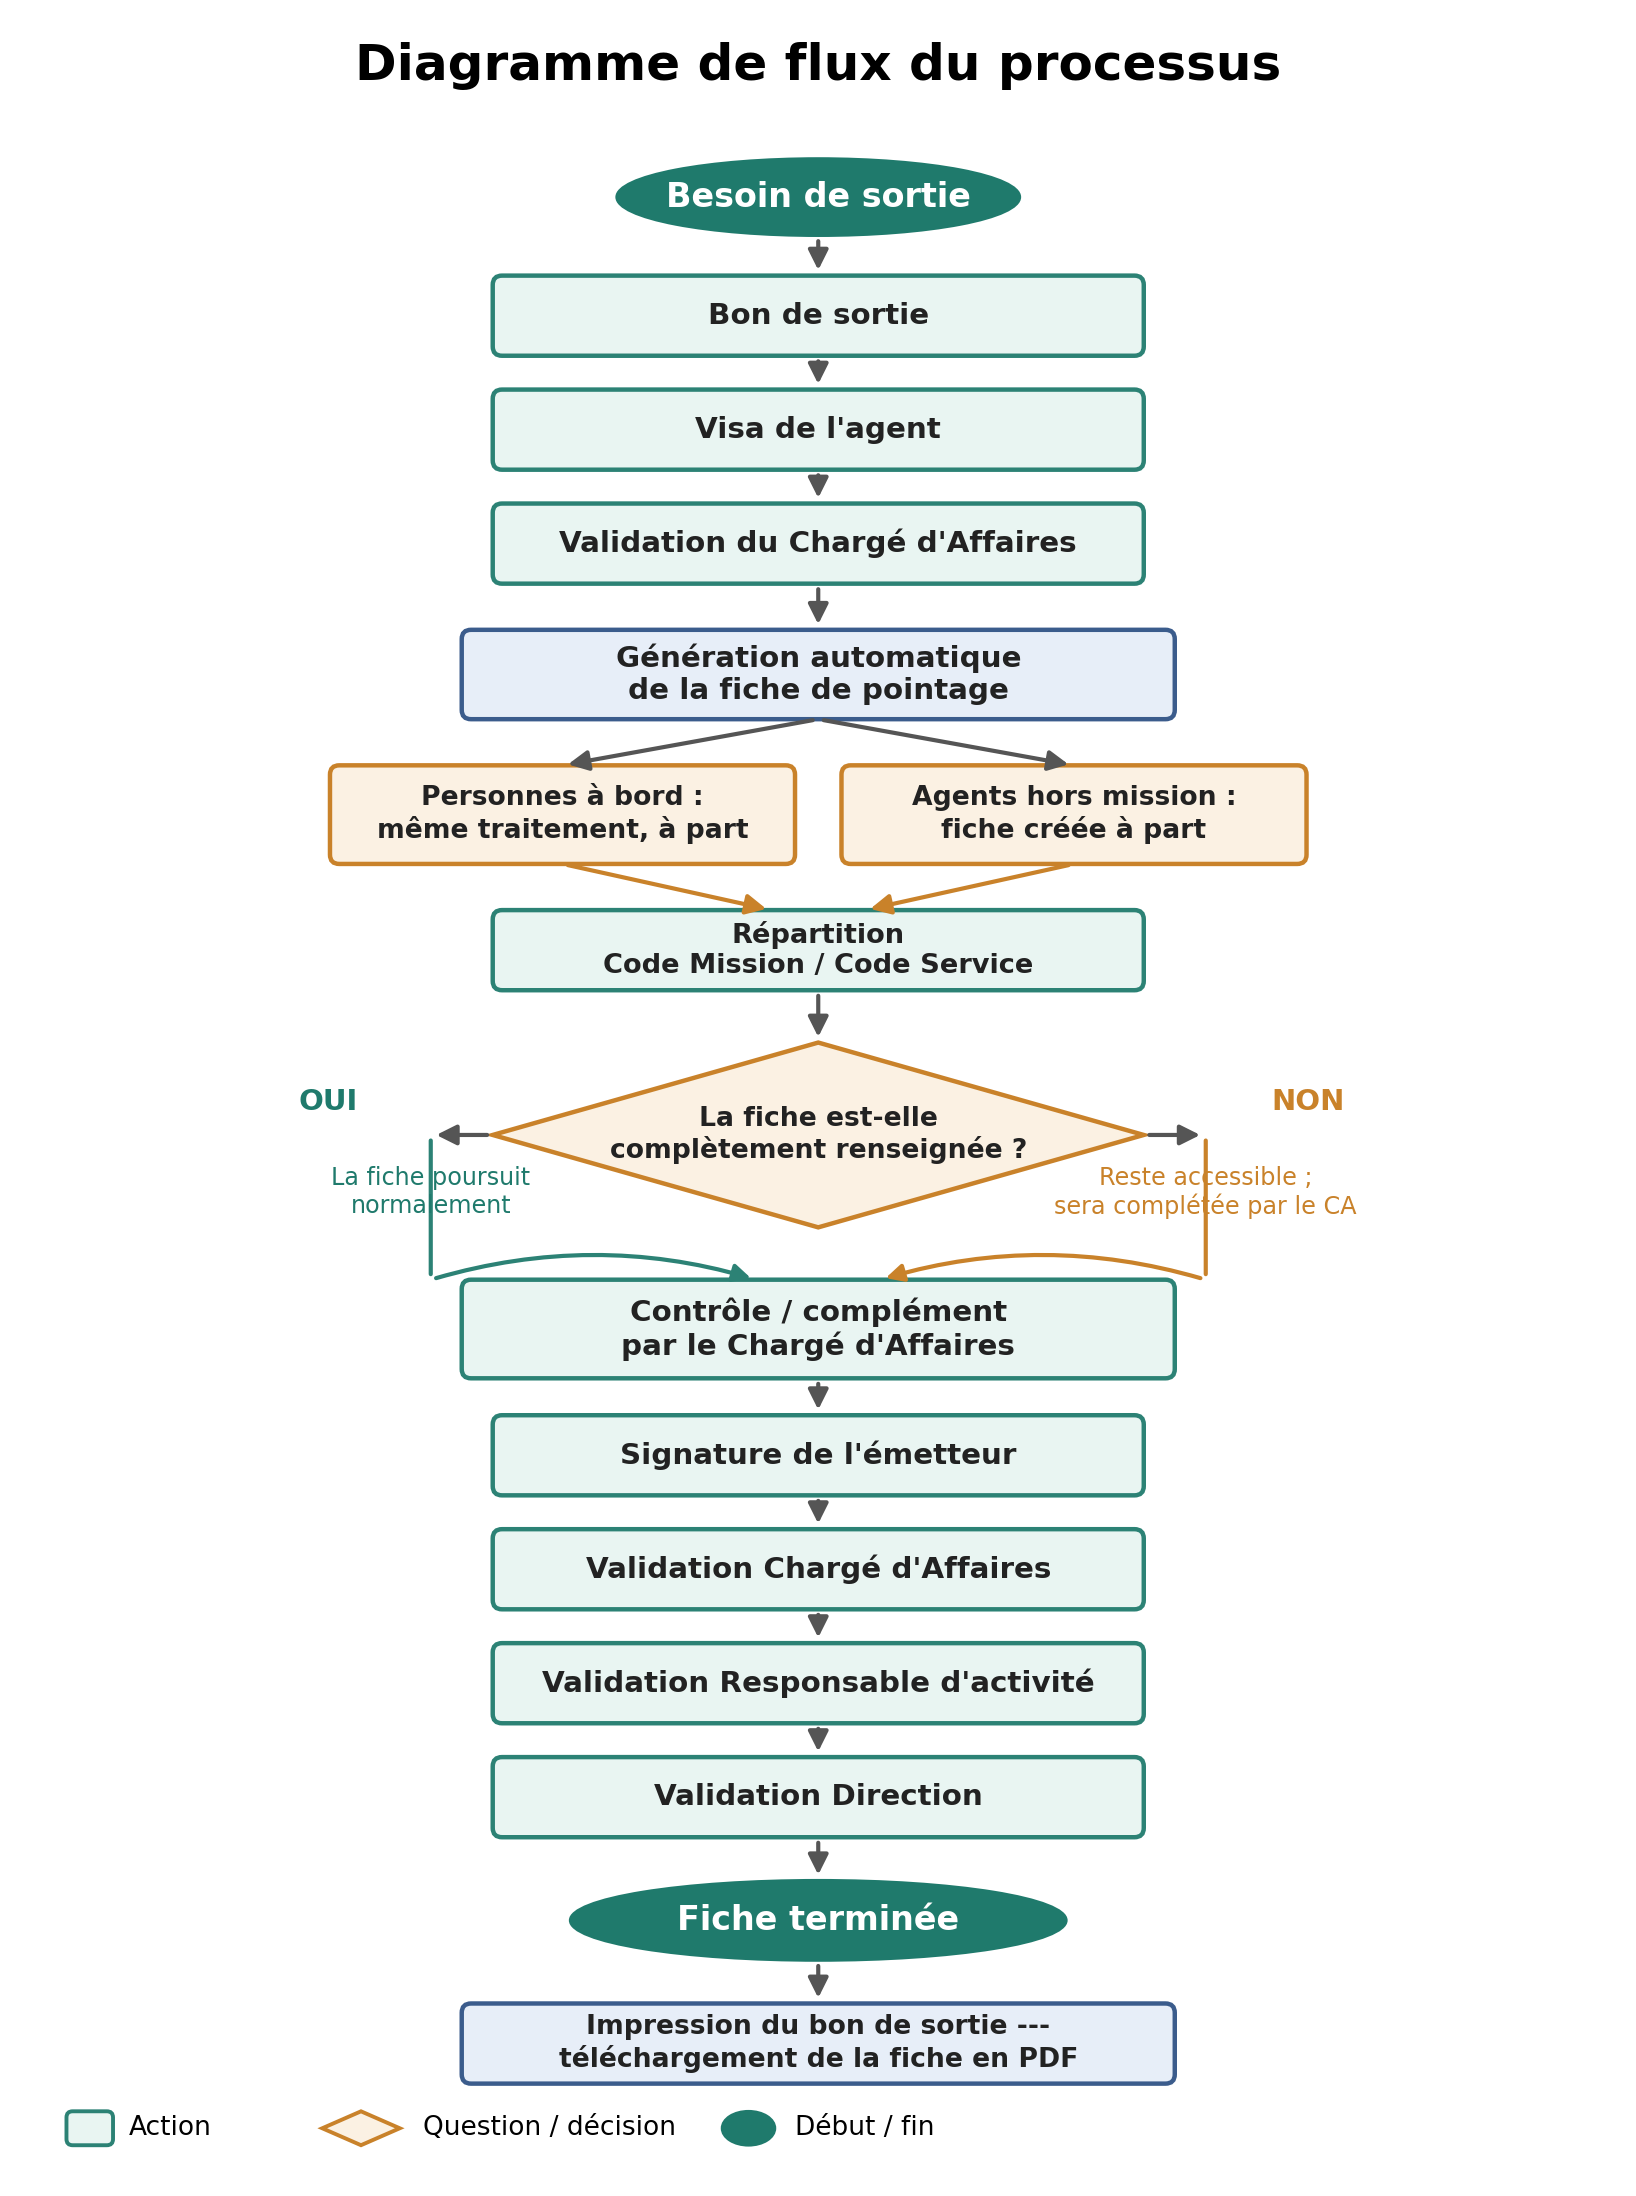 Diagramme de flux du processus
Besoin de sortie
Bon de sortie
Visa de l'agent
Validation du Chargé d'Affaires
Génération automatique
de la fiche de pointage
Personnes à bord :
même traitement, à part
Agents hors mission :
fiche créée à part
Répartition
Code Mission / Code Service
OUI
NON
La fiche est-elle
complètement renseignée ?
La fiche poursuit
normalement
Reste accessible ;
sera complétée par le CA
Contrôle / complément
par le Chargé d'Affaires
Signature de l'émetteur
Validation Chargé d'Affaires
Validation Responsable d'activité
Validation Direction
Fiche terminée
Impression du bon de sortie ---
téléchargement de la fiche en PDF
Action
Question / décision
Début / fin